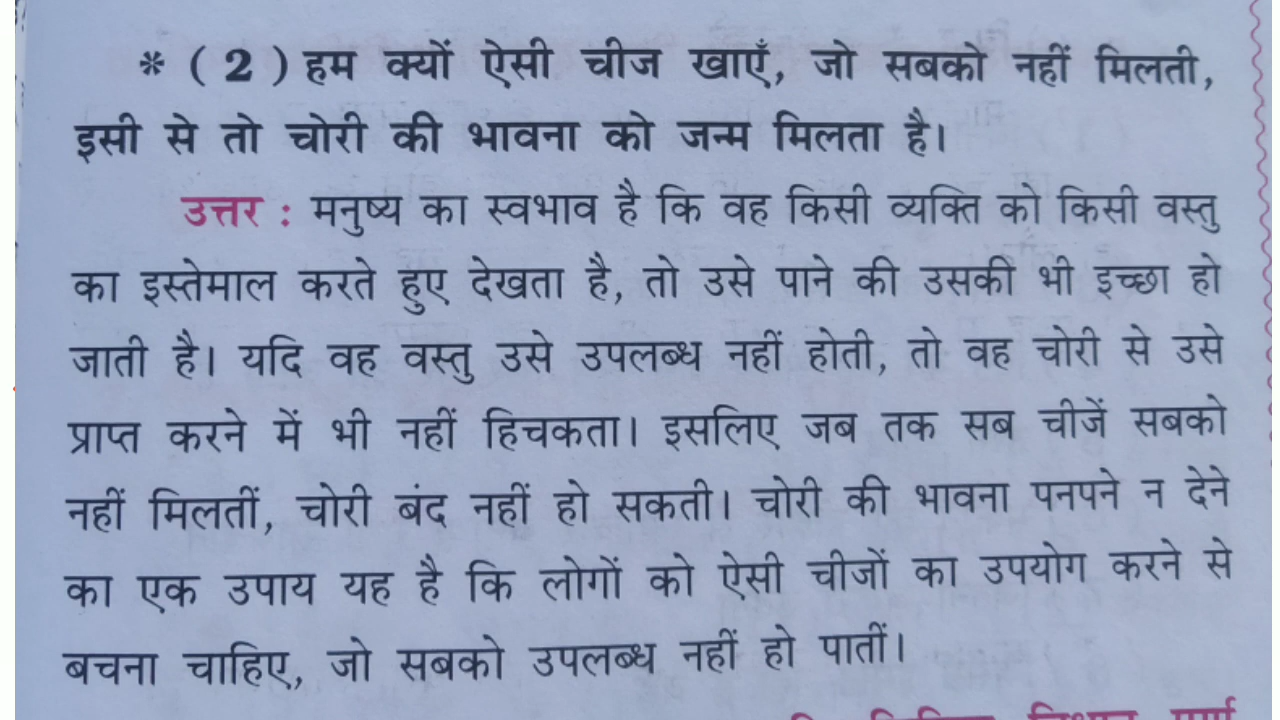 * ( 2 ) हम क्यों ऐसी चीज खाएँ, जो सबको नहीं मिलती,
इसी से तो चोरी की भावना को जन्म मिलता है।
उत्तर : मनुष्य का स्वभाव है कि वह किसी व्यक्ति को किसी वस्तु
का इस्तेमाल करते हुए देखता है, तो उसे पाने की उसकी भी इच्छा हो
जाती है। यदि वह वस्तु उसे उपलब्ध नहीं होती, तो वह चोरी से उसे
प्राप्त करने में भी नहीं हिचकता। इसलिए जब तक सब चीजें सबको
नहीं मिलतीं, चोरी बंद नहीं हो सकती। चोरी की भावना पनपने न देने
का एक उपाय यह है कि लोगों को ऐसी चीजों का उपयोग करने से
बचना चाहिए, जो सबको उपलब्ध नहीं हो पातीं।